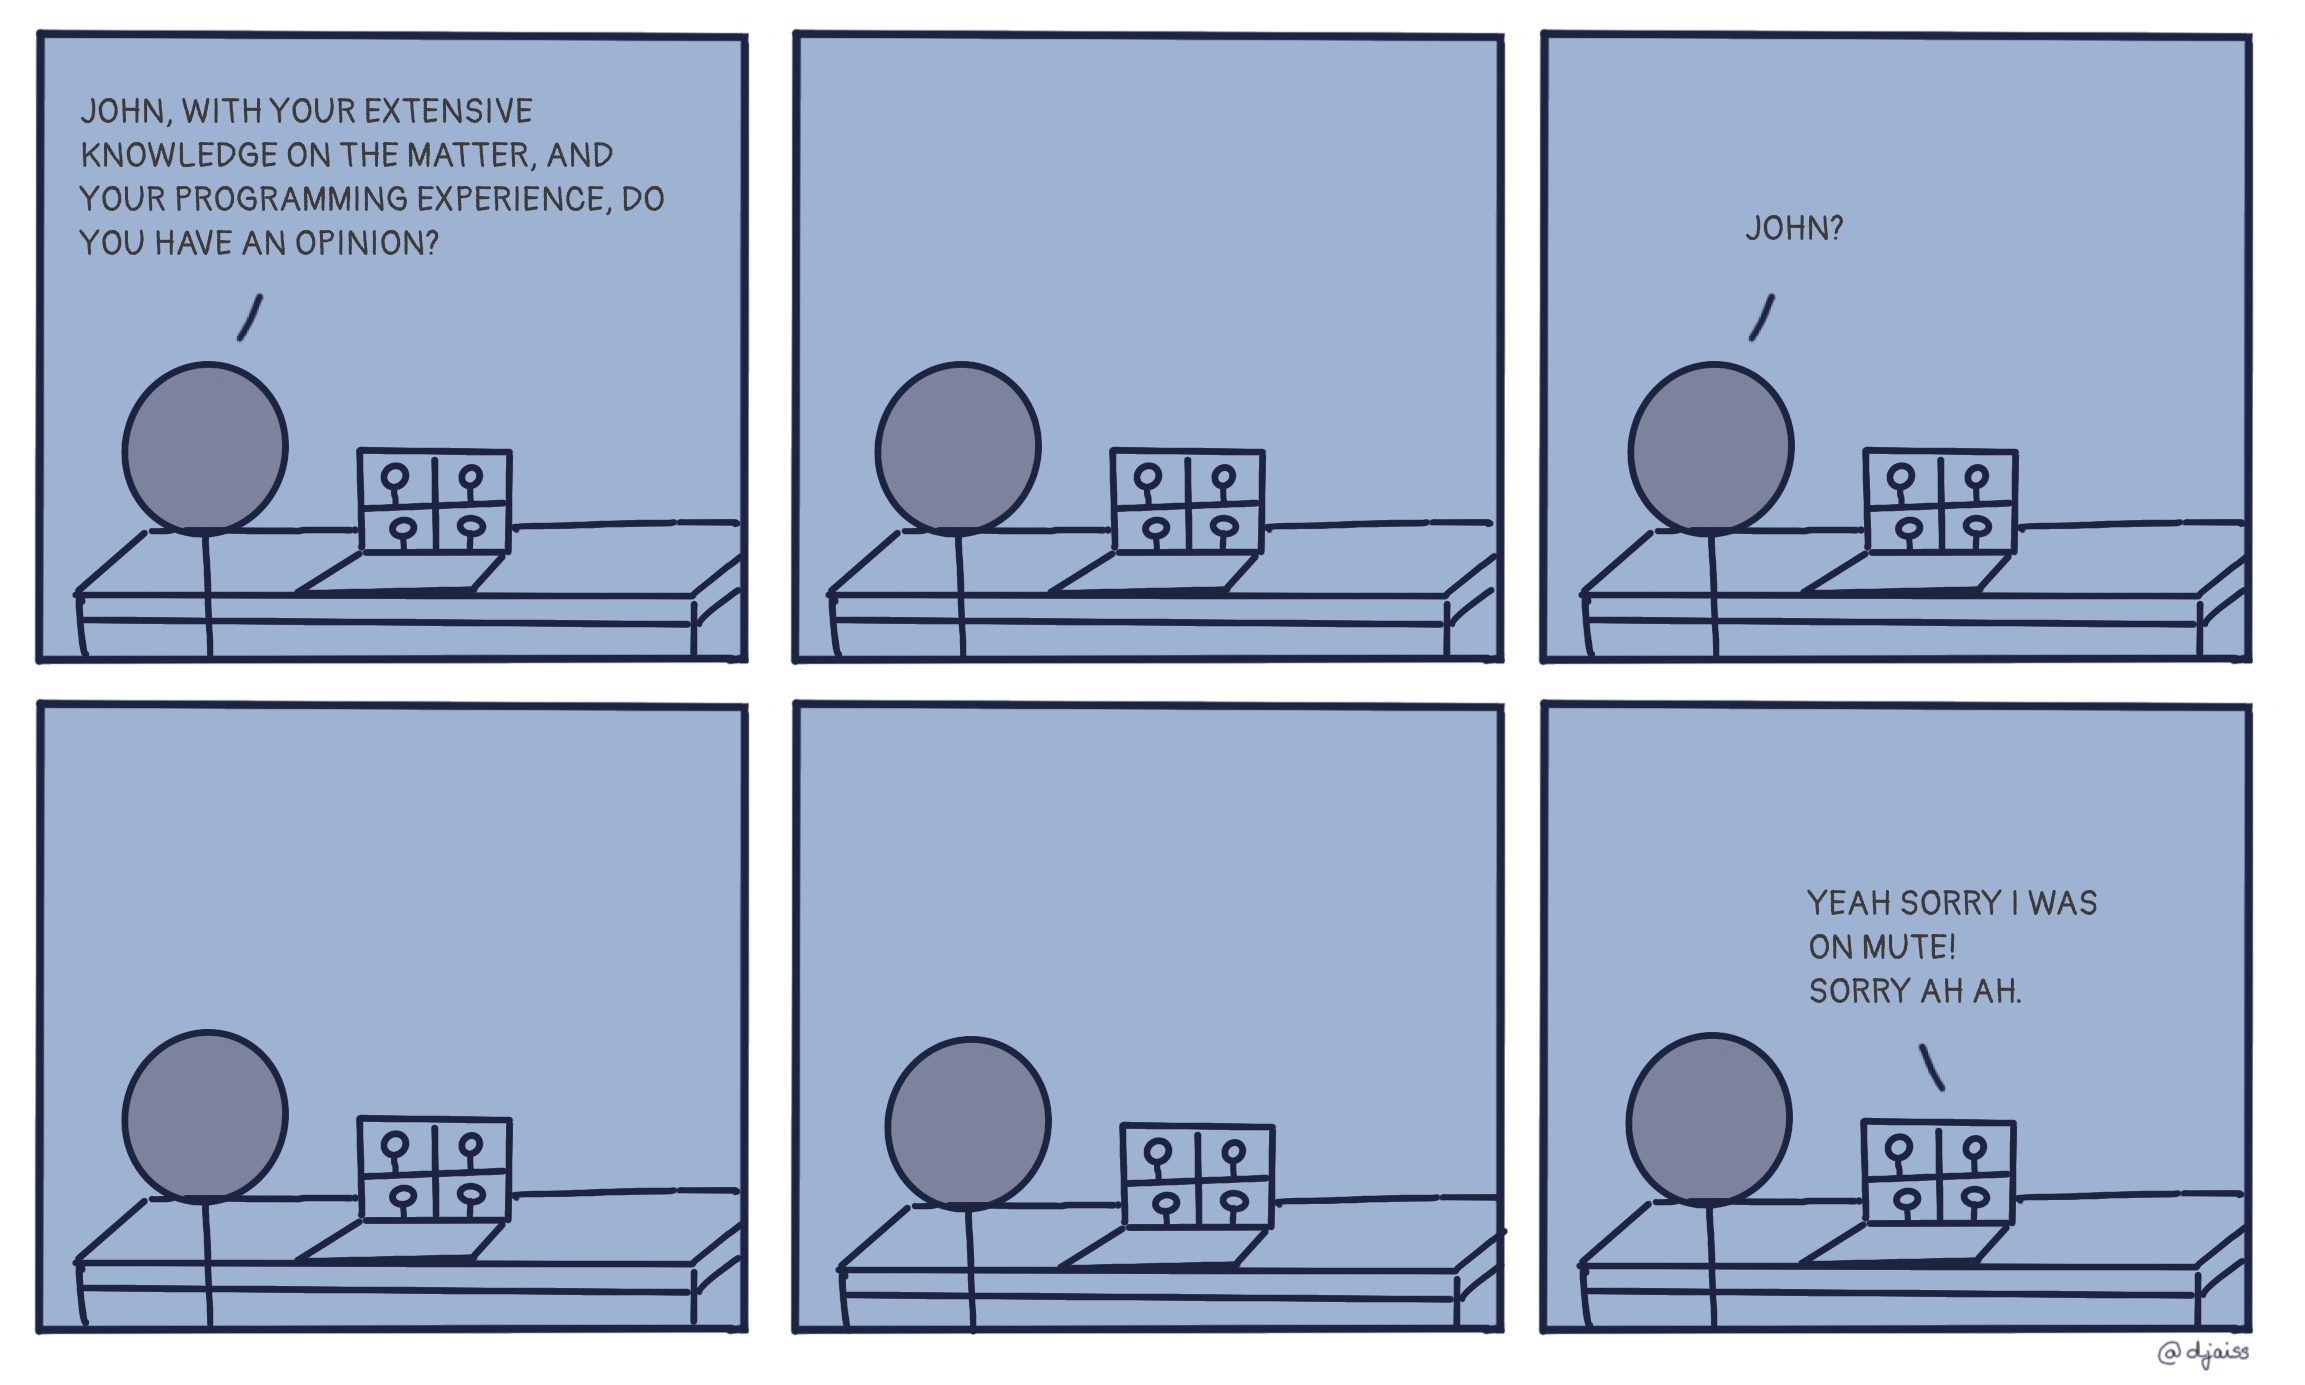 JOHN, WITH YOUR EXTENSIVE
KNOWLEDGE ON THE MATTER, AND
YOUR PROGRAMMING EXPERIENCE, DO
YOU HAVE AN OPINION?
JOHN?
YEAH SORRY I WAS
ON MUTE!
SORRY AH AH.
@djaiss